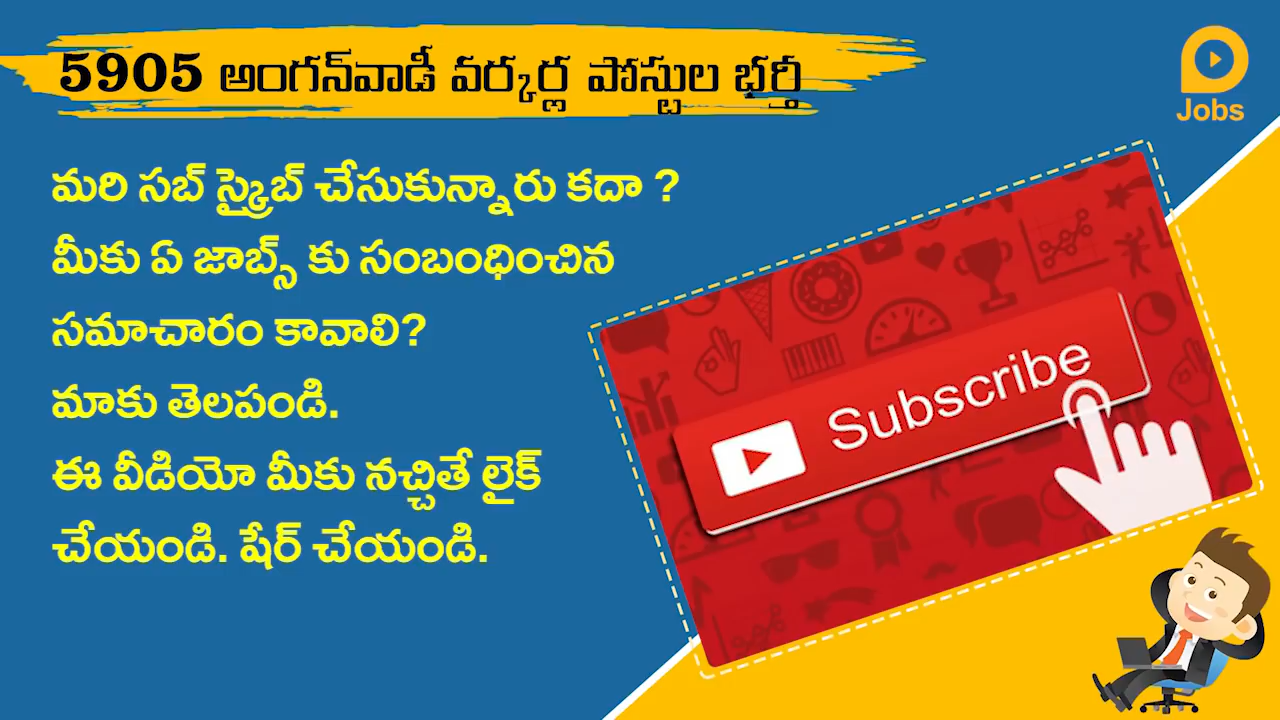 5905 అంగన్‌వాడీ వర్కర్ల పోస్టుల భర్తీ
Jobs
మరి సబ్ స్క్రైబ్ చేసుకున్నారు కదా ?
మీకు ఏ జాబ్స్ కు సంబంధించిన
సమాచారం కావాలి?
మాకు తెలపండి.
ఈ వీడియో మీకు నచ్చితే లైక్
చేయండి. షేర్ చేయండి.
Subscribe